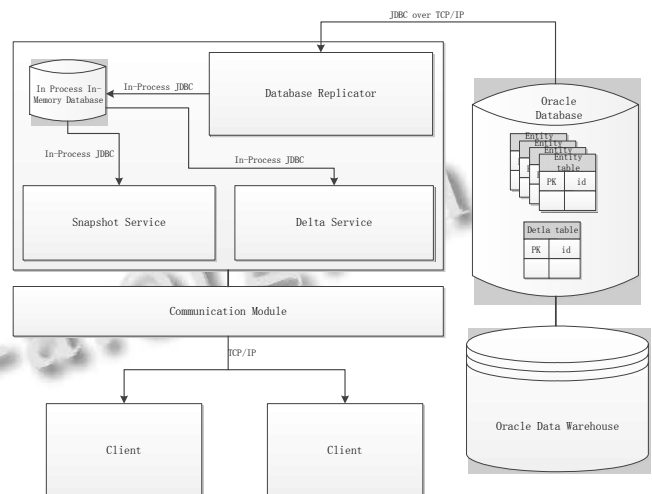 JDBC over TCP/IP
In Process In-
Memory Database
In-Process JDBC
Database Replicator
Oracle
Database
Entity
Entity
Entity
Entity
table
PK
id
In-Process JDBC
In-Process JDBC
Snapshot Service
Delta Service
Detla table
PK
id
Communication Module
TCP/IP
Oracle Data Warehouse
Client
Client